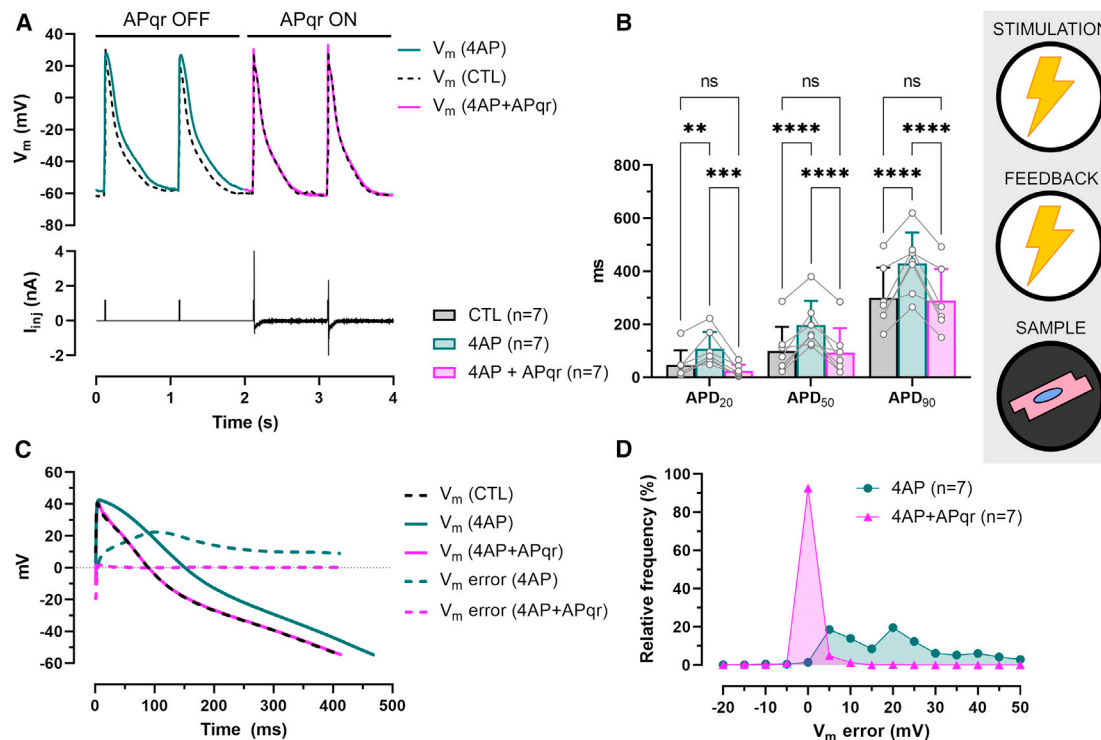 A
APqr OFF APqr ON
Vm (4AP)
Vm (CTL)
Vm (4AP+APqr)
Vm (mV)
40
20
0
-20
-40
-60
-80
Iinj (nA)
4
2
0
-2
0 1 2 3 4
Time (s)
CTL (n=7)
4AP (n=7)
4AP + APqr (n=7)
B
ns ns ns
** **** ****
*** **** ****
ms
800
600
400
200
0
APD20 APD50 APD90
STIMULATION
FEEDBACK
SAMPLE
C
mV
60
40
20
0
-20
-40
-60
0 100 200 300 400 500
Time (ms)
Vm (CTL)
Vm (4AP)
Vm (4AP+APqr)
Vm error (4AP)
Vm error (4AP+APqr)
D
Relative frequency (%)
100
80
60
40
20
0
-20 -10 0 10 20 30 40 50
Vm error (mV)
4AP (n=7)
4AP+APqr (n=7)